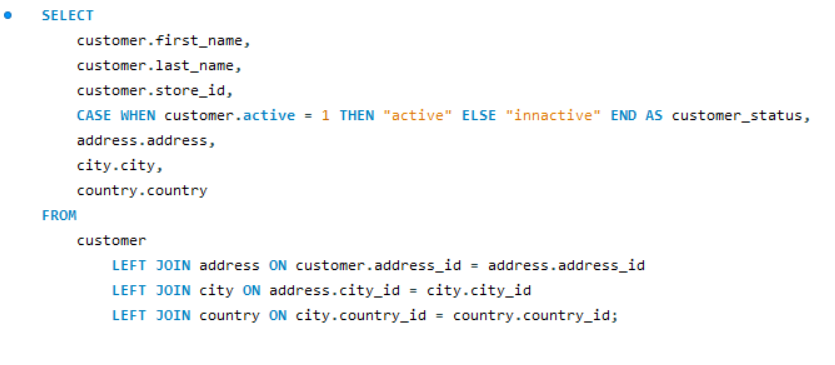 SELECT
customer.first_name,
customer.last_name,
customer.store_id,
CASE WHEN customer.active = 1 THEN "active" ELSE "innactive" END AS customer_status,
address.address,
city.city,
country.country
FROM
customer
LEFT JOIN address ON customer.address_id = address.address_id
LEFT JOIN city ON address.city_id = city.city_id
LEFT JOIN country ON city.country_id = country.country_id;